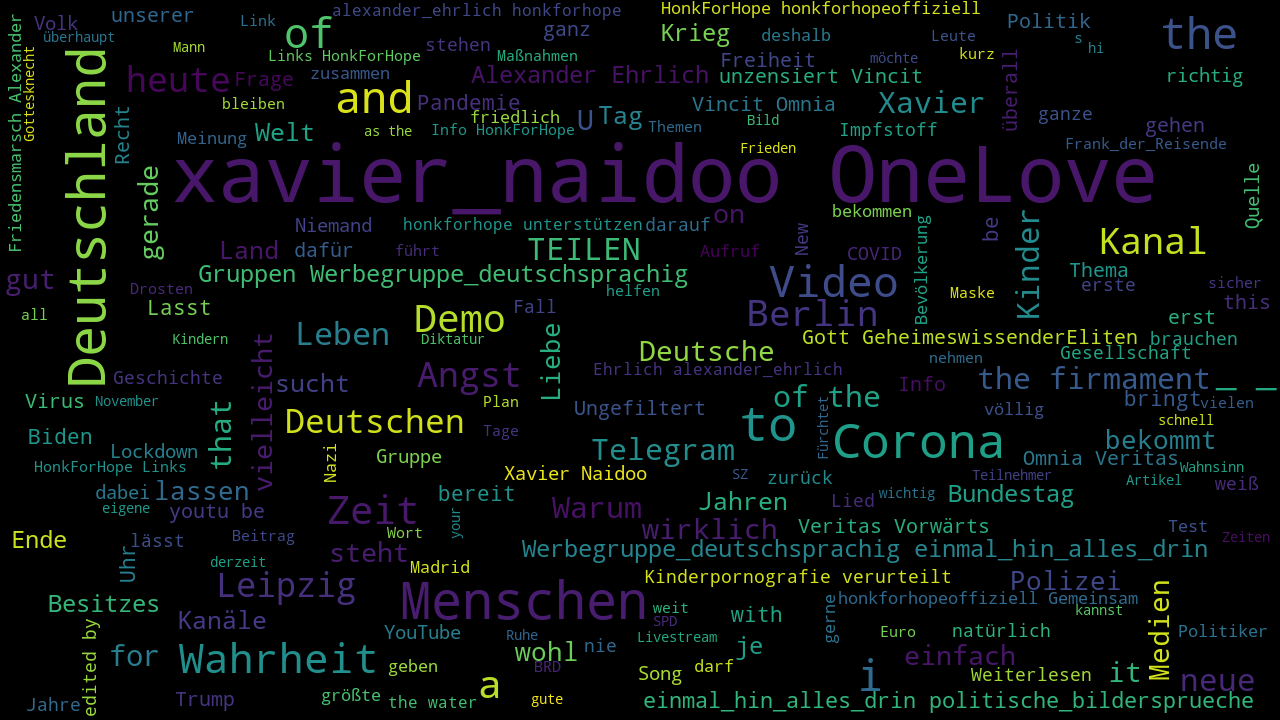 Volk
unserer
Link
alexander_ehrlich honkforhope
HonkForHope honkforhopeoffiziell
überhaupt
Mann
of
stehen
ganz
Krieg
deshalb
Leute
Politik
s
hi
the
Links HonkForHope
Maßnahmen
Freiheit
möchte
kurz
Friedensmarsch Alexander
Gottesknecht
Deutschland
heute
Frage
zusammen
Alexander Ehrlich
unzensiert Vincit
überall
richtig
bleiben
and
Pandemie
friedlich
Vincit Omnia
Xavier
ganze
Recht
Meinung
Welt
as the
Info HonkForHope
U
Tag
Themen
Bild
Impfstoff
gehen
Frieden
Frank_der_Reisende
xavier_naidoo OneLove
gerade
Quelle
Niemand
honkforhope unterstützen
darauf
on
bekommen
New
be
Kinder
Land
dafür
führt
TEILEN
Aufruf
COVID
Bevölkerung
Kanal
gut
Drosten
Gruppen Werbegruppe_deutschsprachig
helfen
Video
Maske
Thema
erste
sicher
this
all
Lasst
Demo
Fall
Berlin
erst
Kindern
Leben
Diktatur
Liebe
Deutsche
Gott GeheimeswissenderEliten
brauchen
Gesellschaft
Geschichte
vielleicht
sucht
Angst
Ehrlich alexander_ehrlich
nehmen
Info
the firmament
_ _
Virus
November
that
Deutschen
Plan
Tage
Ungefiltert
of the
Fürchtet
völlig
bringt
vielen
schnell
Biden
Lockdown
Nazi
Gruppe
Telegram
to
Corona
bekommt
HonkForHope Links
Xavier Naidoo
SZ
zurück
Omnia Veritas
Wahnsinn
Teilnehmer
Artikel
weiß
dabei
lassen
eigene
youtu be
Zeit
bereit
your
Warum
Jahren
Lied
wichtig
Bundestag
Ende
lässt
Beitrag
Wort
wirklich
Veritas Vorwärts
Test
Zeiten
Uhr
derzeit
steht
Werbegruppe_deutschsprachig einmal_hin_alles_drin
Madrid
Kinderpornografie verurteilt
Polizei
Medien
Leipzig
Besitzes
Menschen
weit
with
honkforhopeoffiziell Gemeinsam
gerne
kannst
Kanäle
SPD
YouTube
Ruhe
nie
Livestream
je
Euro
natürlich
Politiker
edited by
for
Wahrheit
geben
wohl
BRD
Song
darf
i
einfach
Weiterlesen
it
neue
Jahre
Trump
größte
the water
a
gute
einmal_hin_alles_drin politische_bildersprueche